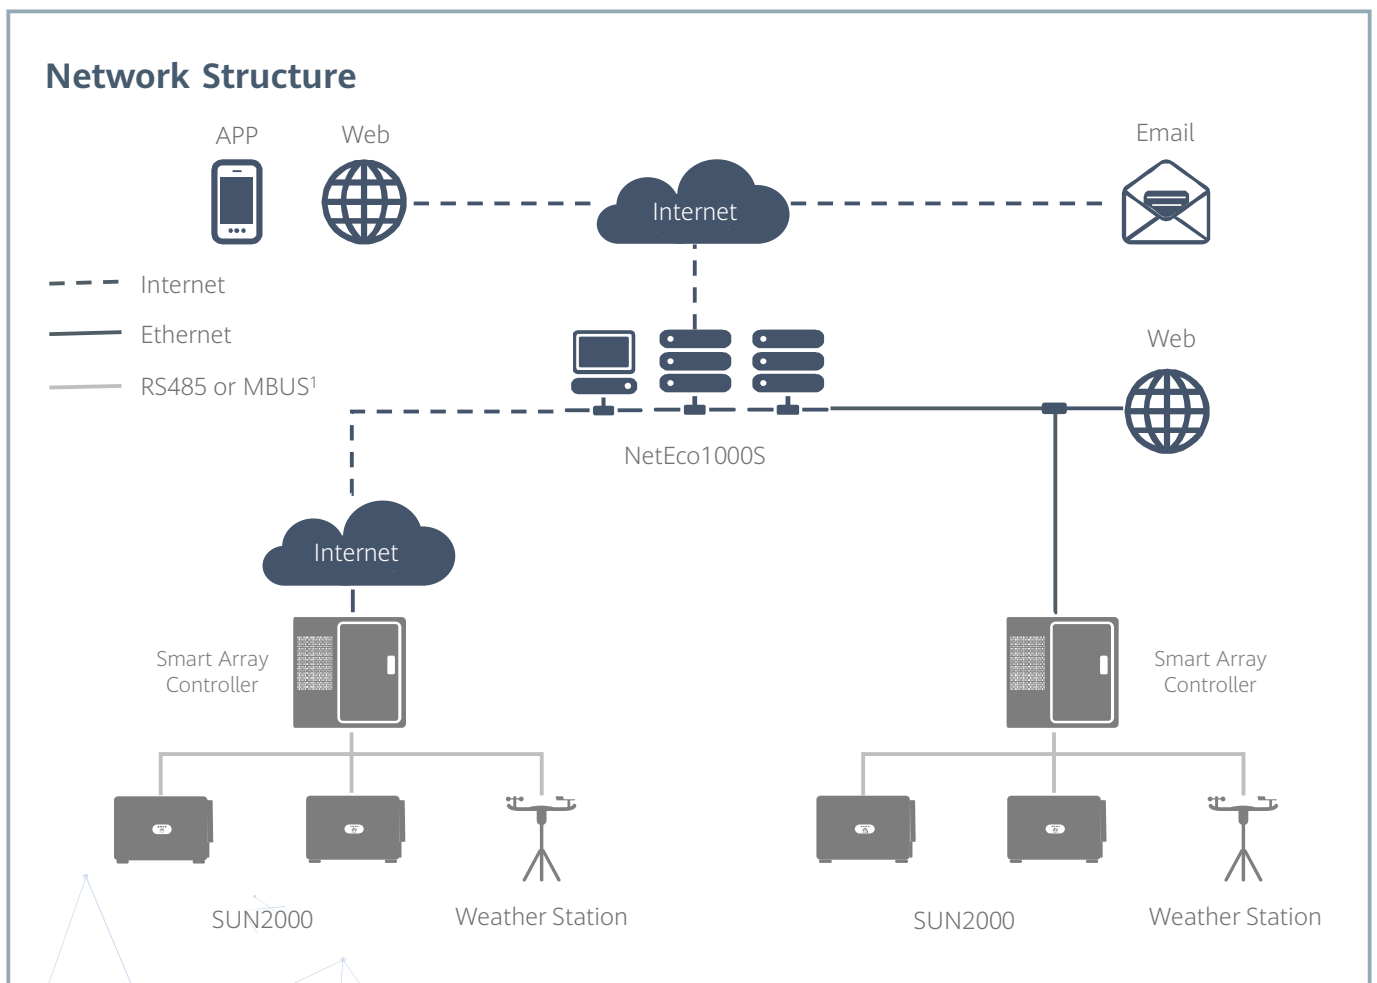 Network Structure
APP
Web
Email
Internet
Internet
Ethernet
RS485 or MBUS¹
Web
NetEco1000S
Internet
Smart Array
Controller
Smart Array
Controller
SUN2000
Weather Station
SUN2000
Weather Station